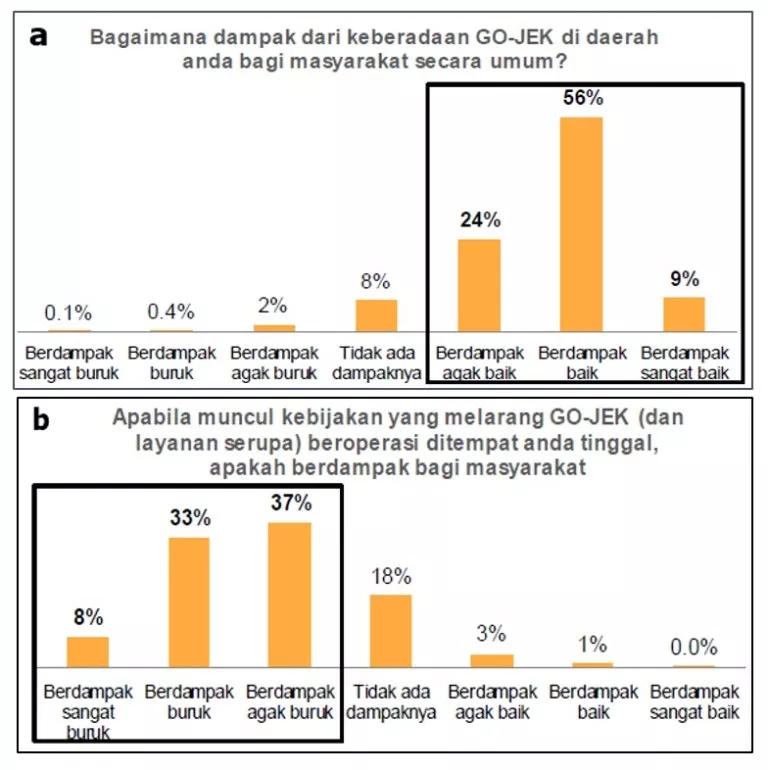 a
Bagaimana dampak dari keberadaan GO-JEK di daerah
anda bagi masyarakat secara umum?
56%
24%
9%
8%
2%
0.4%
0.1%
Berdampak sangat buruk
Berdampak buruk
Berdampak agak buruk
Tidak ada dampaknya
Berdampak agak baik
Berdampak baik
Berdampak sangat baik
b
Apabila muncul kebijakan yang melarang GO-JEK (dan
layanan serupa) beroperasi ditempat anda tinggal,
apakah berdampak bagi masyarakat
8%
33%
37%
18%
3%
1%
0.0%
Berdampak sangat buruk
Berdampak buruk
Berdampak agak buruk
Tidak ada dampaknya
Berdampak agak baik
Berdampak baik
Berdampak sangat baik